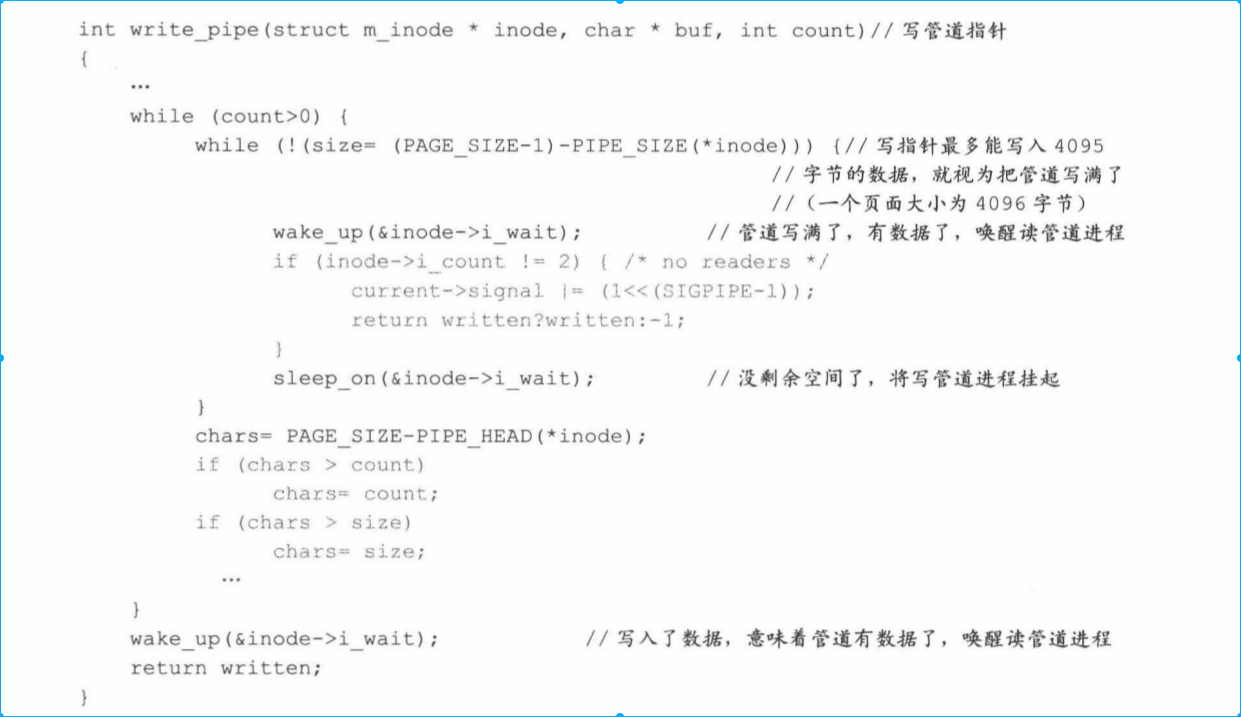 int write_pipe(struct m_inode * inode, char * buf, int count)// 写管道指针
{
…
while (count>0) {
while (!(size= (PAGE_SIZE-1)-PIPE_SIZE(*inode))) {// 写指针最多能写入 4095
// 字节的数据，就视为把管道写满了
// （一个页面大小为 4096 字节）
wake_up(&inode->i_wait); // 管道写满了，有数据了，唤醒读管道进程
if (inode->i_count != 2) { /* no readers */
current->signal |= (1<<(SIGPIPE-1));
return written?written:-1;
}
sleep_on(&inode->i_wait); // 没剩余空间了，将写管道进程挂起
}
chars= PAGE_SIZE-PIPE_HEAD(*inode);
if (chars > count)
chars= count;
if (chars > size)
chars= size;
…
}
wake_up(&inode->i_wait); // 写入了数据，意味着管道有数据了，唤醒读管道进程
return written;
}